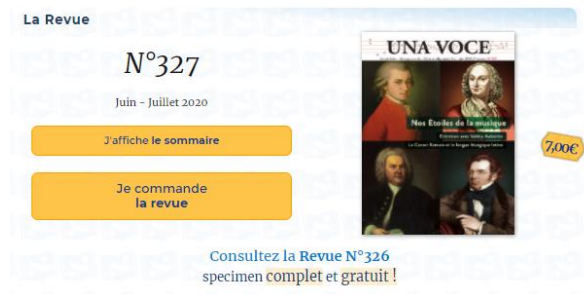 La Revue
N°327
Juin - Juillet 2020
J'affiche le sommaire
Je commande
la revue
UNA VOCE
Nos Étoiles de la musique
7,00€
Consultez la Revue N°326
specimen complet et gratuit !